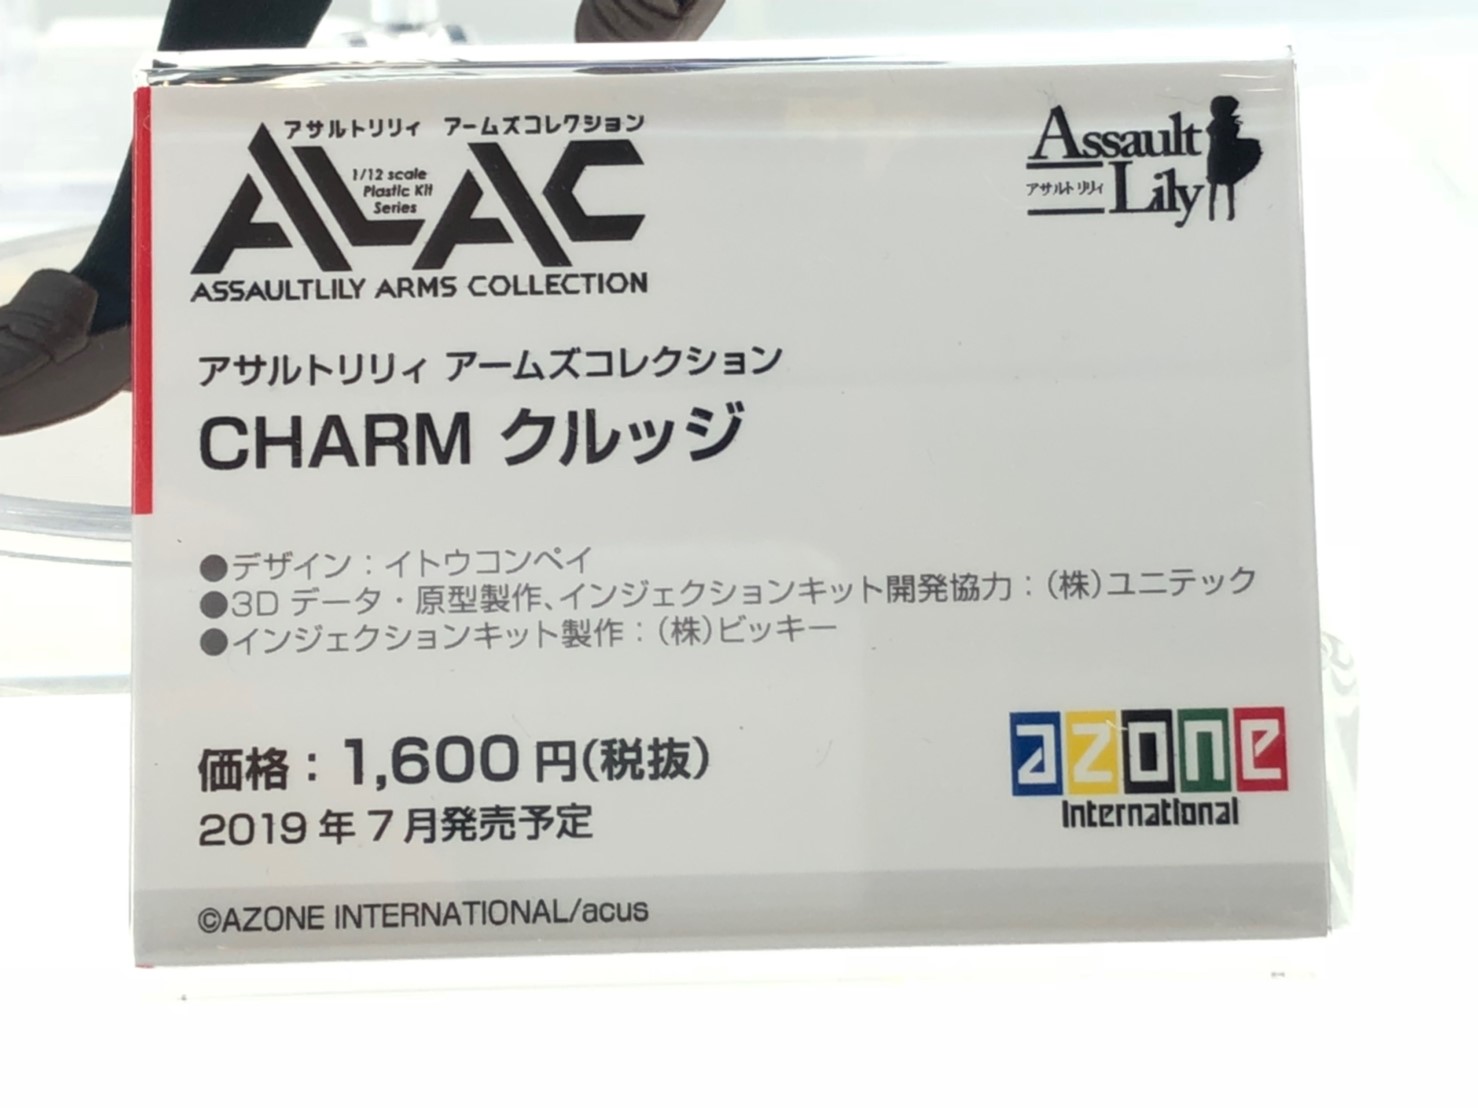 アサルトリリィ アームズコレクション
ALAC
1/12 scale
Plastic Kit
Series
ASSAULTLILY ARMS COLLECTION
Assault
アサルトリリィ
Lily
アサルトリリィ アームズコレクション
CHARM クルッジ
●デザイン：イトウコンペイ
●3D データ・原型製作、インジェクションキット開発協力：(株)ユニテック
●インジェクションキット製作：(株)ビッキー
価格：1,600 円(税抜)
2019 年 7 月発売予定
azone
International
©AZONE INTERNATIONAL/acus